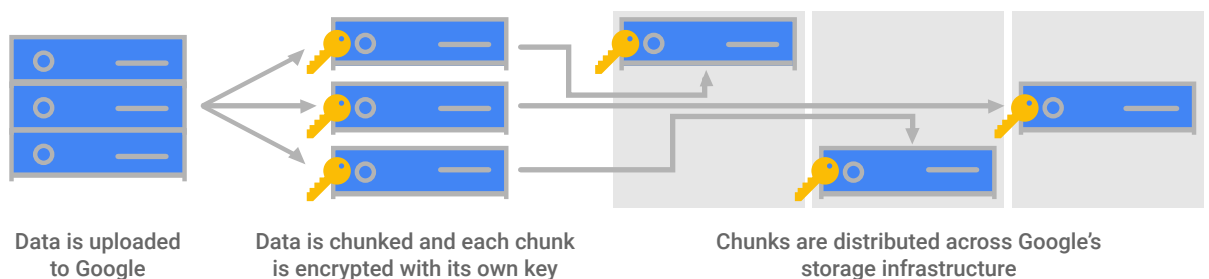 Data is uploaded
to Google
Data is chunked and each chunk
is encrypted with its own key
Chunks are distributed across Google's
storage infrastructure